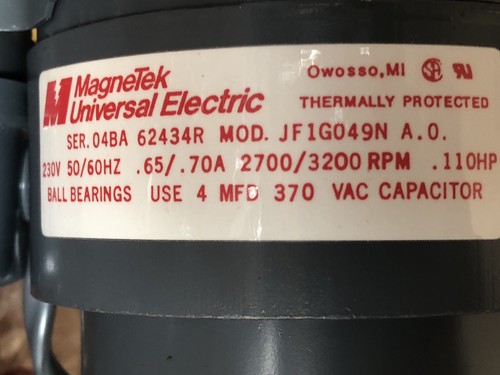 MagneTek
Universal Electric
Owosso, MI
THERMALLY PROTECTED
SER. 04BA 62434R MOD. JF1G049N A.O.
230V 50/60HZ .65/.70A 2700/3200 RPM .110HP
BALL BEARINGS USE 4 MFD 370 VAC CAPACITOR